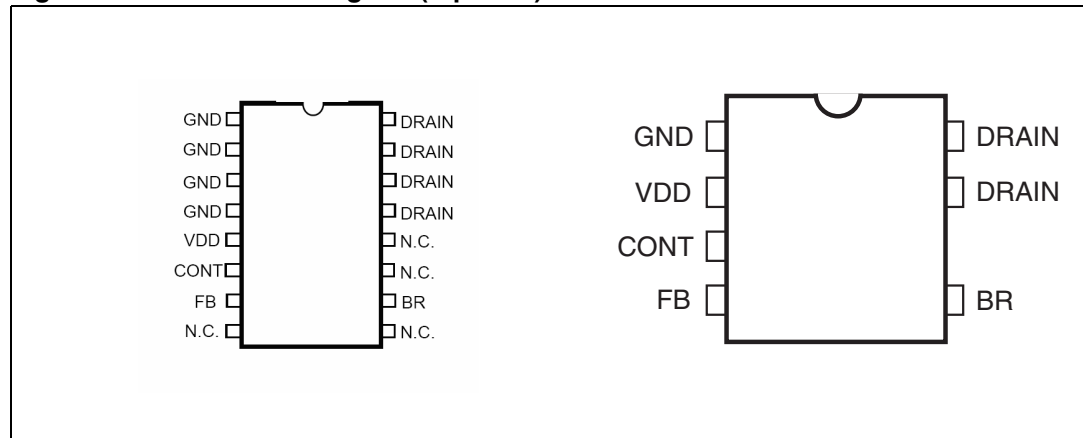 GND DRAIN
GND DRAIN
GND DRAIN
GND DRAIN
VDD N.C.
CONT N.C.
FB BR
N.C. N.C.
GND DRAIN
VDD DRAIN
CONT
FB BR